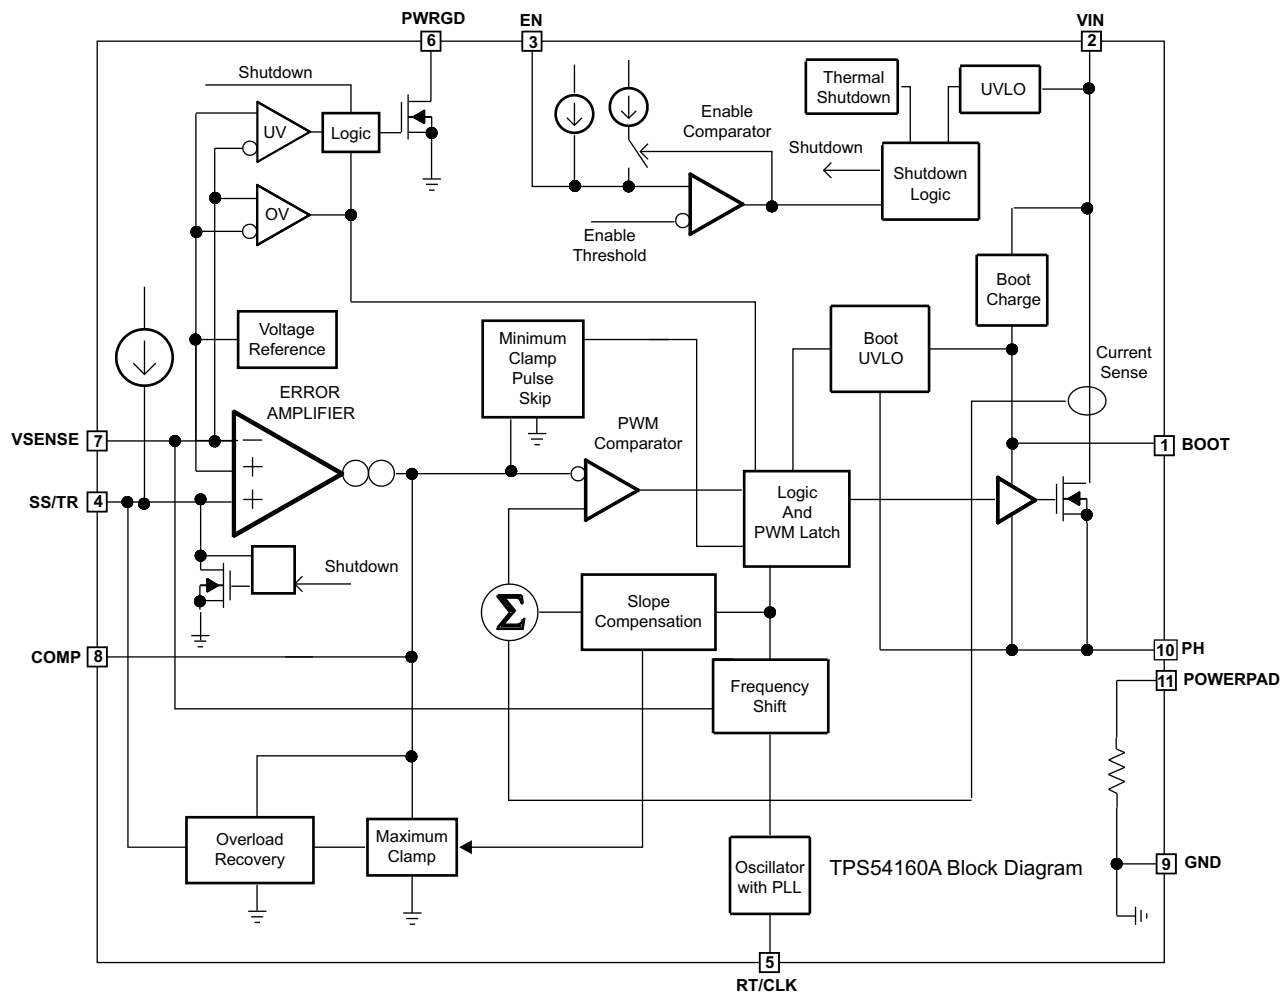 PWRGD
EN
VIN
6
3
2
Shutdown
Thermal
Shutdown
UVLO
UV
Logic
Enable
Comparator
Shutdown
Shutdown
Logic
OV
Enable
Threshold
Boot
Charge
Voltage
Reference
Minimum
Clamp
Pulse
Skip
Boot
UVLO
Current
Sense
ERROR
AMPLIFIER
PWM
Comparator
VSENSE
7
−
1
BOOT
+
SS/TR
4
+
Logic
And
PWM Latch
Shutdown
Σ
Slope
Compensation
COMP
8
10
PH
11
POWERPAD
Frequency
Shift
Overload
Recovery
Maximum
Clamp
Oscillator
with PLL
TPS54160A Block Diagram
9
GND
5
RT/CLK